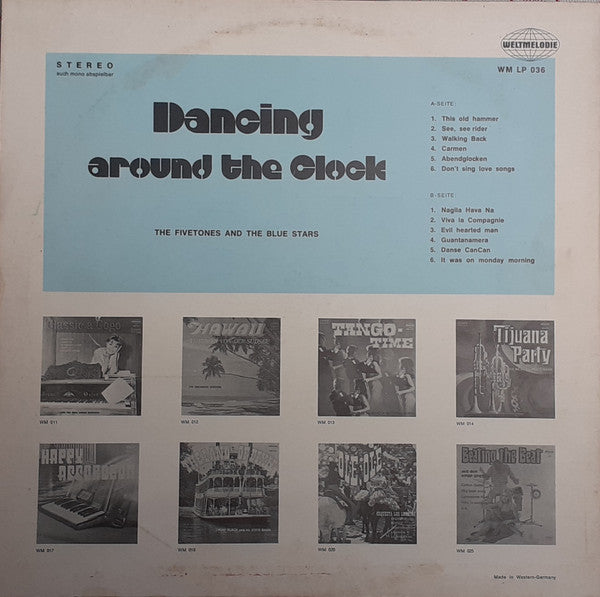 WELTMELODIE
STEREO
auch mono abspielbar
WM LP 036
Dancing
around the Clock
THE FIVETONES AND THE BLUE STARS
A-SEITE
1. This old hammer
2. See, see rider
3. Walking Back
4. Carmen
5. Abendglocken
6. Don't sing love songs
B-SEITE
1. Nagila Hava Na
2. Viva la Compagnie
3. Evil hearted man
4. Guantanamera
5. Danse CanCan
6. It was on monday morning
HAWAII
TANGO-
TIME
Tijuana
Party
WM 011
WM 012
WM 013
WM 014
HAPPY
Beating The Beat
WM 017
WM 019
WM 020
WM 025
Made in Western-Germany